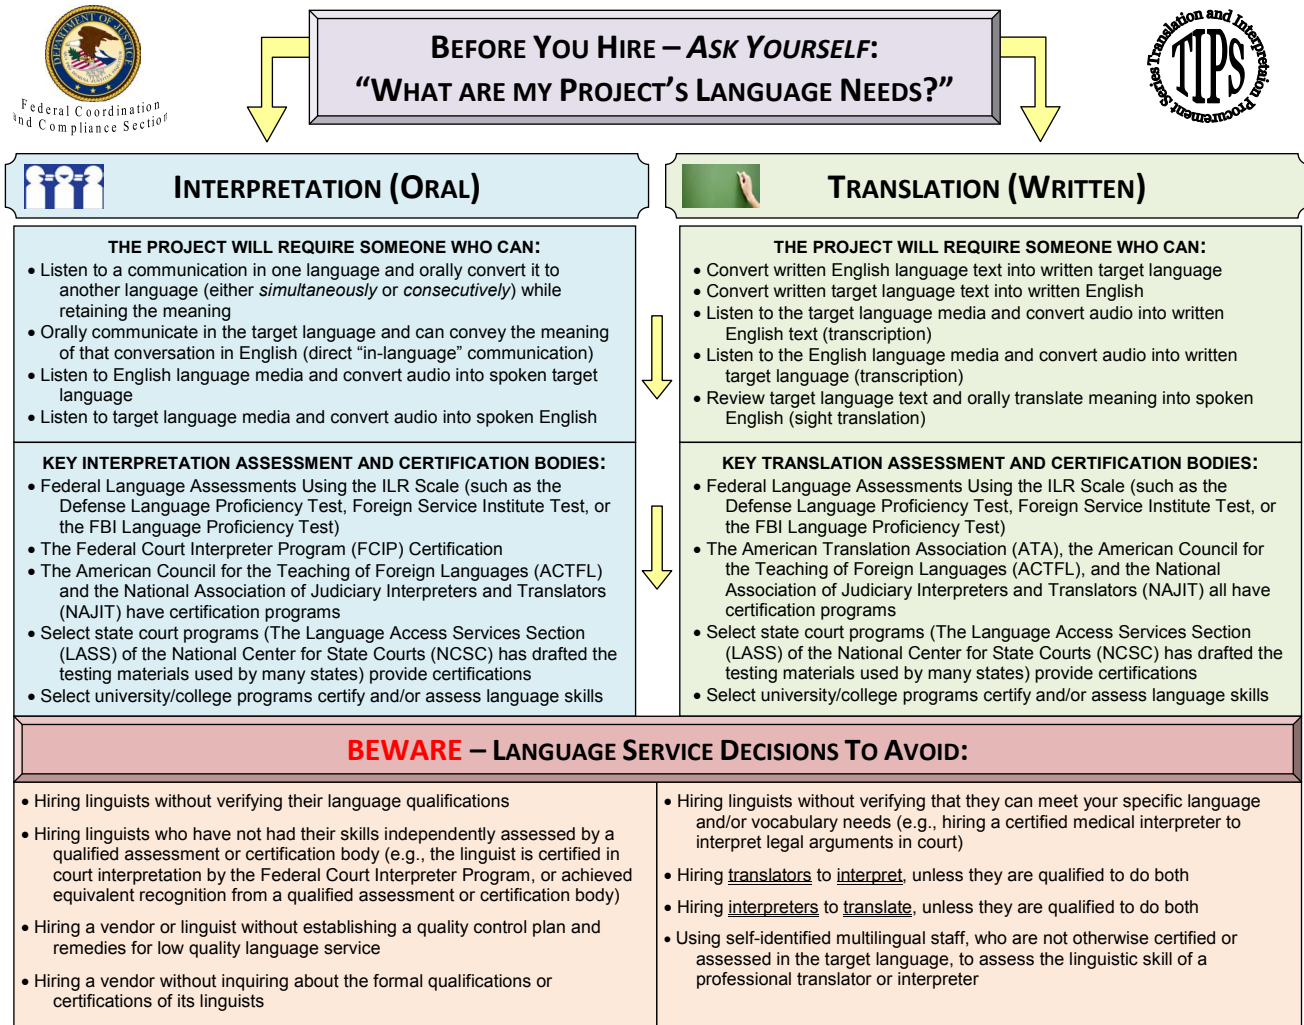 DEPARTMENT OF JUSTICE
Federal Coordination
and Compliance Section
BEFORE YOU HIRE – ASK YOURSELF:
“WHAT ARE MY PROJECT’S LANGUAGE NEEDS?”
Translation and Interpretaion Procurement Series
TIPS
INTERPRETATION (ORAL)
THE PROJECT WILL REQUIRE SOMEONE WHO CAN:
• Listen to a communication in one language and orally convert it to
another language (either simultaneously or consecutively) while
retaining the meaning
• Orally communicate in the target language and can convey the meaning
of that conversation in English (direct “in-language” communication)
• Listen to English language media and convert audio into spoken target
language
• Listen to target language media and convert audio into spoken English
KEY INTERPRETATION ASSESSMENT AND CERTIFICATION BODIES:
• Federal Language Assessments Using the ILR Scale (such as the
Defense Language Proficiency Test, Foreign Service Institute Test, or
the FBI Language Proficiency Test)
• The Federal Court Interpreter Program (FCIP) Certification
• The American Council for the Teaching of Foreign Languages (ACTFL)
and the National Association of Judiciary Interpreters and Translators
(NAJIT) have certification programs
• Select state court programs (The Language Access Services Section
(LASS) of the National Center for State Courts (NCSC) has drafted the
testing materials used by many states) provide certifications
• Select university/college programs certify and/or assess language skills
TRANSLATION (WRITTEN)
THE PROJECT WILL REQUIRE SOMEONE WHO CAN:
• Convert written English language text into written target language
• Convert written target language text into written English
• Listen to the target language media and convert audio into written
English text (transcription)
• Listen to the English language media and convert audio into written
target language (transcription)
• Review target language text and orally translate meaning into spoken
English (sight translation)
KEY TRANSLATION ASSESSMENT AND CERTIFICATION BODIES:
• Federal Language Assessments Using the ILR Scale (such as the
Defense Language Proficiency Test, Foreign Service Institute Test, or
the FBI Language Proficiency Test)
• The American Translation Association (ATA), the American Council for
the Teaching of Foreign Languages (ACTFL), and the National
Association of Judiciary Interpreters and Translators (NAJIT) all have
certification programs
• Select state court programs (The Language Access Services Section
(LASS) of the National Center for State Courts (NCSC) has drafted the
testing materials used by many states) provide certifications
• Select university/college programs certify and/or assess language skills
BEWARE – LANGUAGE SERVICE DECISIONS TO AVOID:
• Hiring linguists without verifying their language qualifications
• Hiring linguists who have not had their skills independently assessed by a
qualified assessment or certification body (e.g., the linguist is certified in
court interpretation by the Federal Court Interpreter Program, or achieved
equivalent recognition from a qualified assessment or certification body)
• Hiring a vendor or linguist without establishing a quality control plan and
remedies for low quality language service
• Hiring a vendor without inquiring about the formal qualifications or
certifications of its linguists
• Hiring linguists without verifying that they can meet your specific language
and/or vocabulary needs (e.g., hiring a certified medical interpreter to
interpret legal arguments in court)
• Hiring translators to interpret, unless they are qualified to do both
• Hiring interpreters to translate, unless they are qualified to do both
• Using self-identified multilingual staff, who are not otherwise certified or
assessed in the target language, to assess the linguistic skill of a
professional translator or interpreter